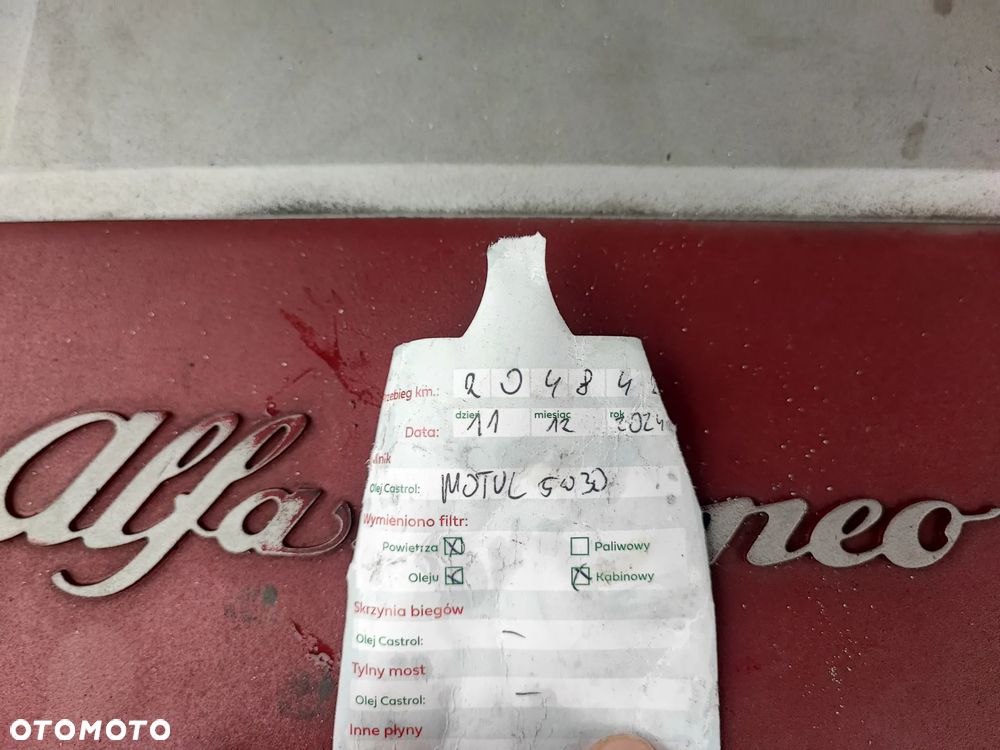 rzebieg km.: 2 0 4 8 4
dzień miesiąc rok
Data: 11 12 2024
lnik
Olej Castrol: MOTUL 5W30
Wymieniono filtr:
Powietrza Paliwowy
Oleju Kabinowy
Skrzynia biegów
Olej Castrol: –
Tylny most
Olej Castrol: –
Inne płyny
Alfa meo
OTOMOTO